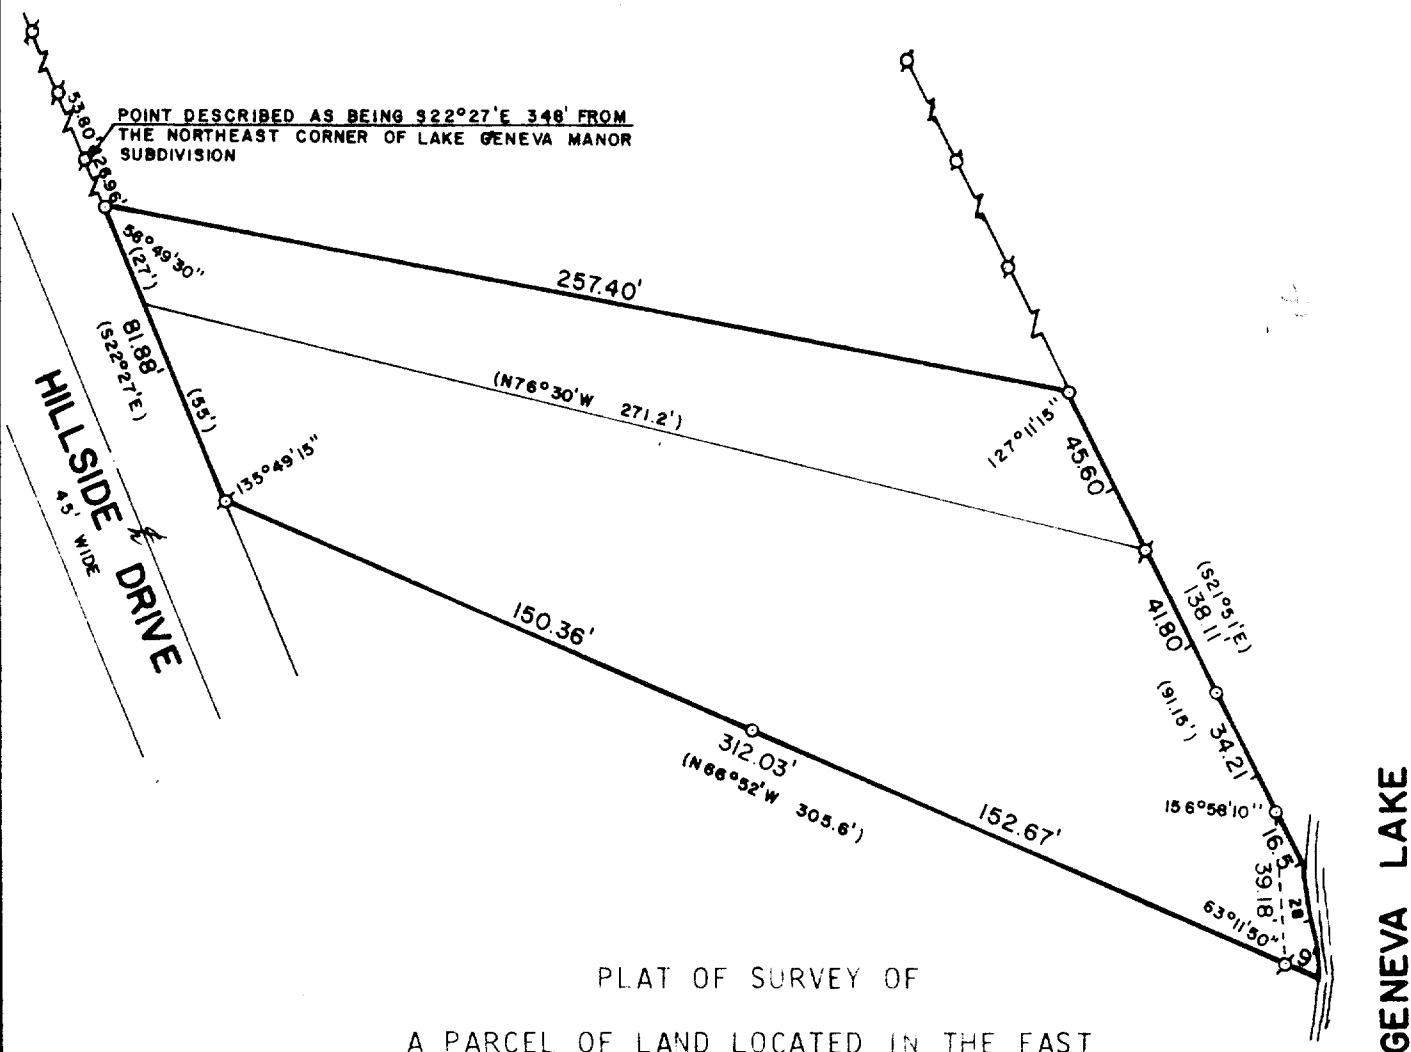 53.80'
POINT DESCRIBED AS BEING S22°27'E 348' FROM
THE NORTHEAST CORNER OF LAKE GENEVA MANOR
SUBDIVISION
26.96'
56°49'30"
(27')
257.40'
81.88'
(S22°27'E)
(N76°30'W 271.2')
(55')
127°11'15"
45.60'
HILLSIDE DRIVE
45' WIDE
135°49'15"
(S21°51'E)
138.11'
41.80'
150.36'
(91.15')
34.21'
312.03'
(N66°52'W 305.6')
152.67'
156°58'10"
16.5'
39.18'
28'
63°11'50"
9'
GENEVA LAKE
PLAT OF SURVEY OF
A PARCEL OF LAND LOCATED IN THE EAST